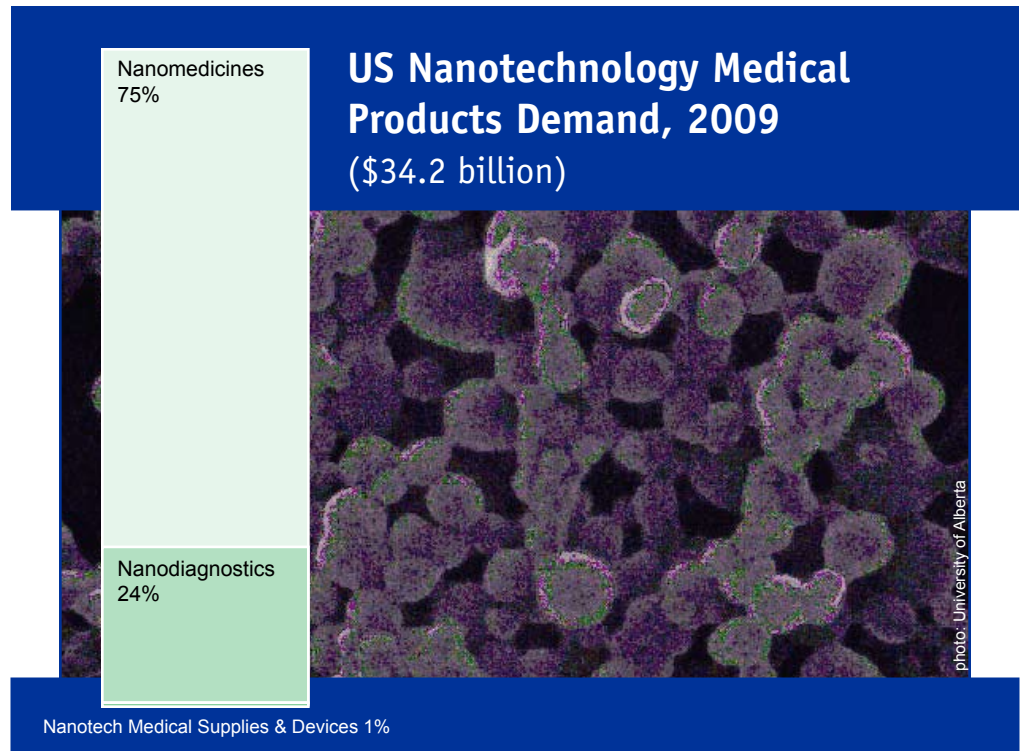 US Nanotechnology Medical
Products Demand, 2009
($34.2 billion)
Nanomedicines
75%
Nanodiagnostics
24%
Nanotech Medical Supplies & Devices 1%
photo: University of Alberta